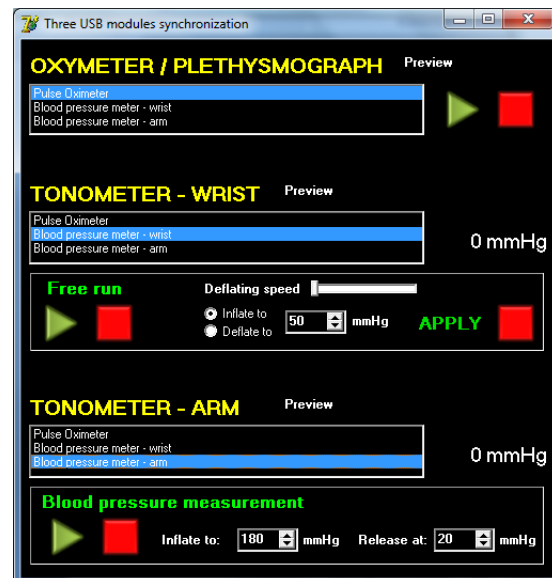 Three USB modules synchronization
OXYMETER / PLETHYSMOGRAPH Preview
Pulse Oximeter
Blood pressure meter - wrist
Blood pressure meter - arm
TONOMETER - WRIST Preview
Pulse Oximeter
Blood pressure meter - wrist
Blood pressure meter - arm
0 mmHg
Free run
Deflating speed
Inflate to
Deflate to
50 mmHg
APPLY
TONOMETER - ARM Preview
Pulse Oximeter
Blood pressure meter - wrist
Blood pressure meter - arm
0 mmHg
Blood pressure measurement
Inflate to: 180 mmHg Release at: 20 mmHg